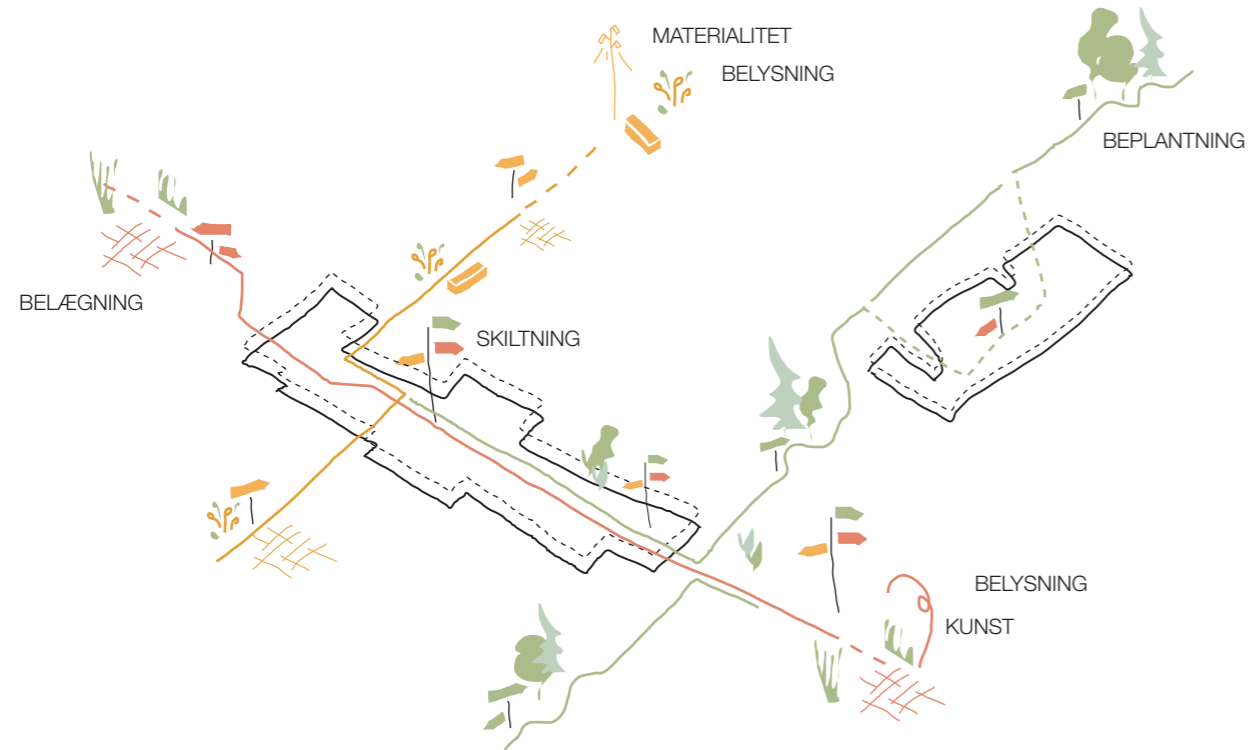 MATERIALITET
BELYSNING
BEPLANTNING
BELÆGNING
SKILTNING
BELYSNING
KUNST